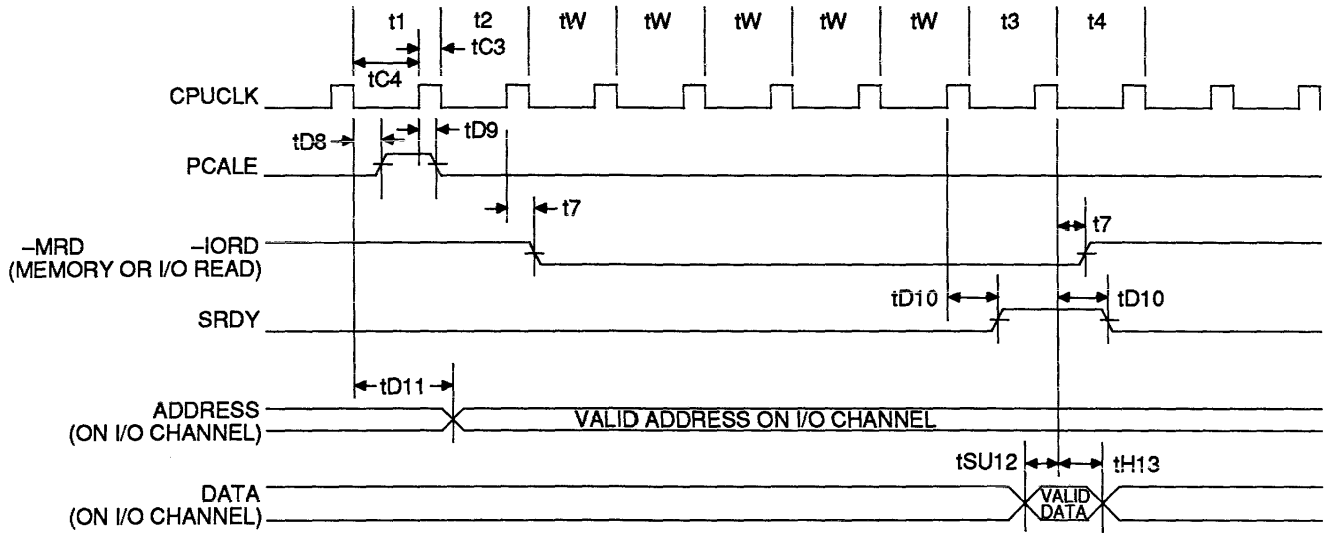 t1 t2 tW tW tW tW tW t3 t4
tC3
tC4
CPUCLK
tD8 tD9
PCALE
t7 t7
–MRD –IORD
(MEMORY OR I/O READ)
tD10 tD10
SRDY
tD11
ADDRESS
(ON I/O CHANNEL)
VALID ADDRESS ON I/O CHANNEL
tSU12 tH13
DATA
(ON I/O CHANNEL)
VALID
DATA